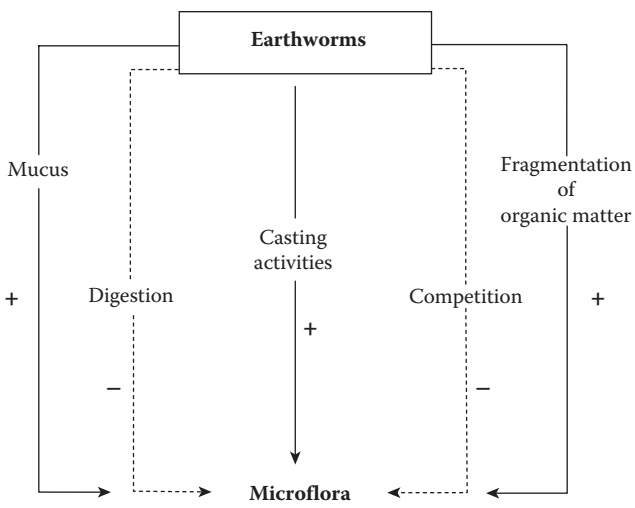 Earthworms
Mucus
Fragmentation
of
organic matter
Casting
activities
Digestion
Competition
+
+
+
–
–
Microflora